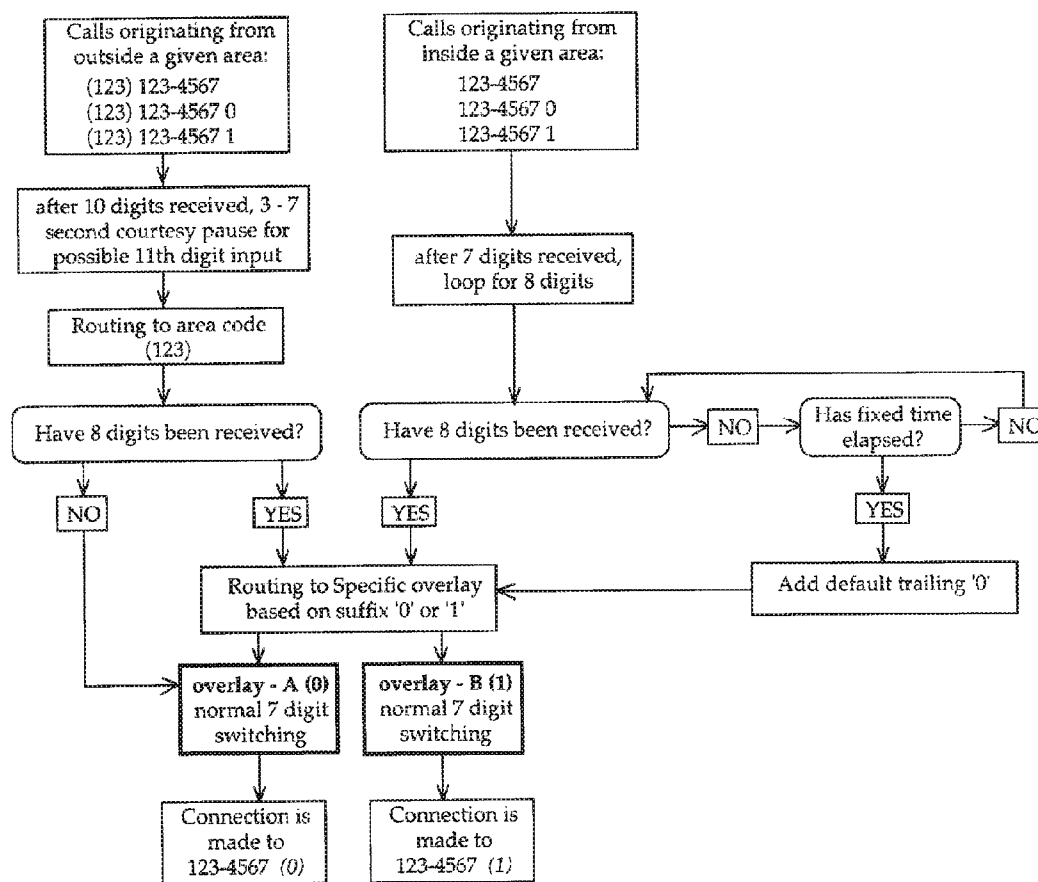 Calls originating from
outside a given area:
(123) 123-4567
(123) 123-4567 0
(123) 123-4567 1
Calls originating from
inside a given area:
123-4567
123-4567 0
123-4567 1
after 10 digits received, 3 - 7
second courtesy pause for
possible 11th digit input
after 7 digits received,
loop for 8 digits
Routing to area code
(123)
Have 8 digits been received?
Have 8 digits been received?
NO
Has fixed time
elapsed?
NO
NO
YES
YES
YES
Routing to Specific overlay
based on suffix '0' or '1'
Add default trailing '0'
overlay - A (0)
normal 7 digit
switching
overlay - B (1)
normal 7 digit
switching
Connection is
made to
123-4567 (0)
Connection is
made to
123-4567 (1)